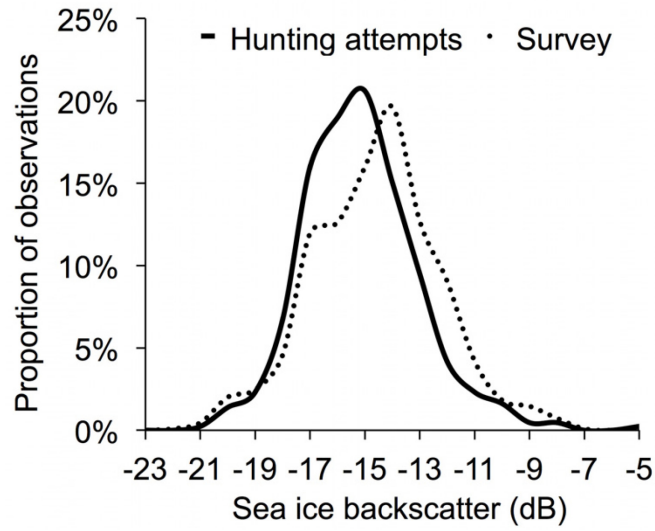 25%
- Hunting attempts · Survey
20%
15%
10%
5%
0%
Proportion of observations
-23 -21 -19 -17 -15 -13 -11 -9 -7 -5
Sea ice backscatter (dB)